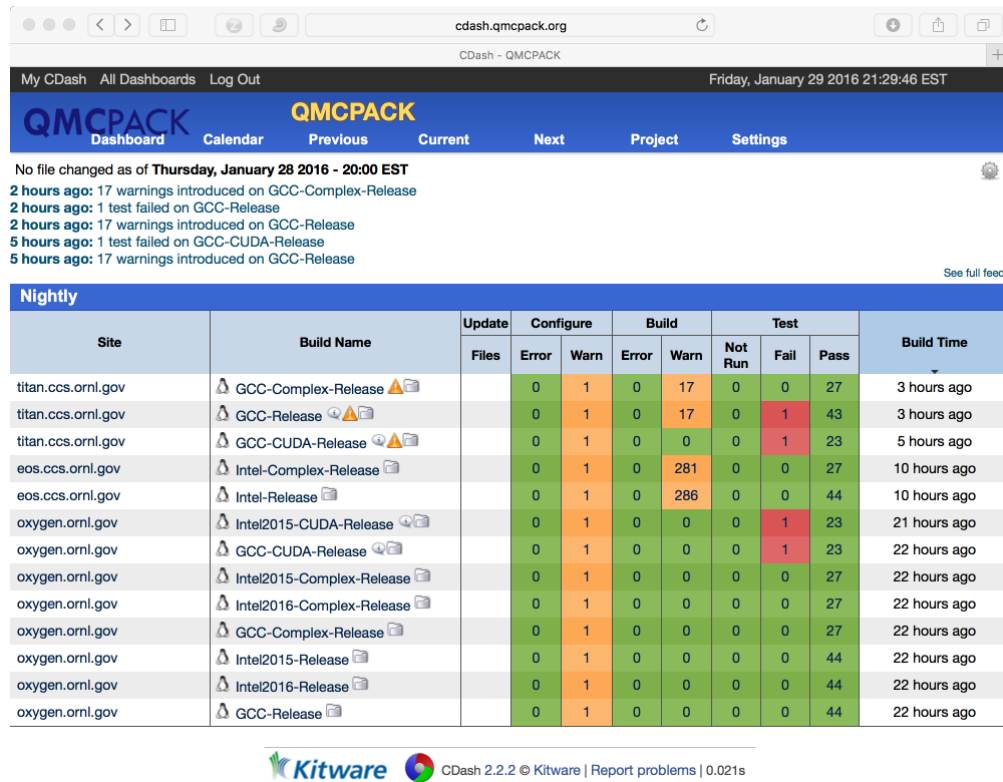 cdash.qmcpack.org
CDash - QMCPACK
My CDash All Dashboards Log Out Friday, January 29 2016 21:29:46 EST
QMCPACK
QMCPACK
Dashboard Calendar Previous Current Next Project Settings
No file changed as of Thursday, January 28 2016 - 20:00 EST
2 hours ago: 17 warnings introduced on GCC-Complex-Release
2 hours ago: 1 test failed on GCC-Release
2 hours ago: 17 warnings introduced on GCC-Release
5 hours ago: 1 test failed on GCC-CUDA-Release
5 hours ago: 17 warnings introduced on GCC-Release
See full feed
Nightly
Site Build Name Update Configure Build Test Build Time
Files Error Warn Error Warn Not Run Fail Pass
titan.ccs.ornl.gov GCC-Complex-Release 0 1 0 17 0 0 27 3 hours ago
titan.ccs.ornl.gov GCC-Release 0 1 0 17 0 1 43 3 hours ago
titan.ccs.ornl.gov GCC-CUDA-Release 0 1 0 0 0 1 23 5 hours ago
eos.ccs.ornl.gov Intel-Complex-Release 0 1 0 281 0 0 27 10 hours ago
eos.ccs.ornl.gov Intel-Release 0 1 0 286 0 0 44 10 hours ago
oxygen.ornl.gov Intel2015-CUDA-Release 0 1 0 0 0 1 23 21 hours ago
oxygen.ornl.gov GCC-CUDA-Release 0 1 0 0 0 1 23 22 hours ago
oxygen.ornl.gov Intel2015-Complex-Release 0 1 0 0 0 0 27 22 hours ago
oxygen.ornl.gov Intel2016-Complex-Release 0 1 0 0 0 0 27 22 hours ago
oxygen.ornl.gov GCC-Complex-Release 0 1 0 0 0 0 27 22 hours ago
oxygen.ornl.gov Intel2015-Release 0 1 0 0 0 0 44 22 hours ago
oxygen.ornl.gov Intel2016-Release 0 1 0 0 0 0 44 22 hours ago
oxygen.ornl.gov GCC-Release 0 1 0 0 0 0 44 22 hours ago
Kitware CDash 2.2.2 © Kitware | Report problems | 0.021s